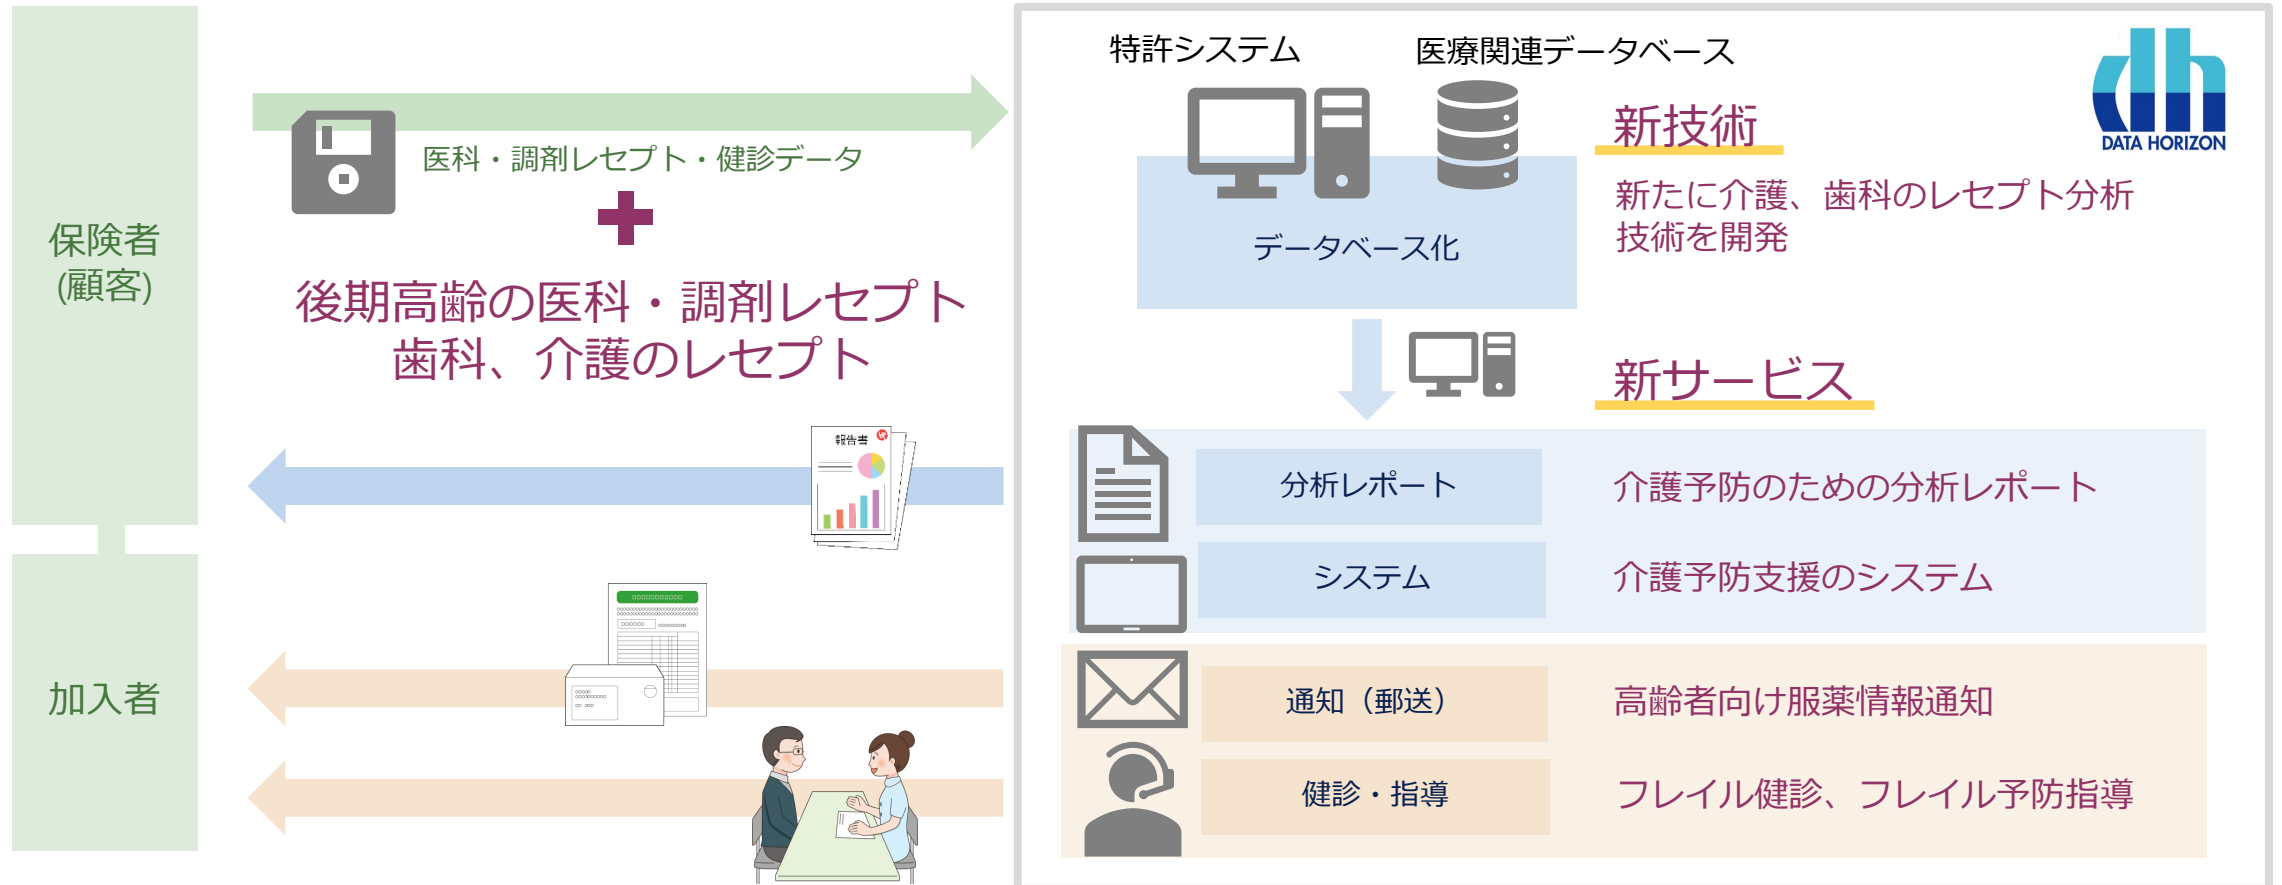 保険者
(顧客)
加入者
医科・調剤レセプト・健診データ
後期高齢の医科・調剤レセプト
歯科、介護のレセプト
報告書
特許システム
医療関連データベース
データベース化
新技術
新たに介護、歯科のレセプト分析
技術を開発
DATA HORIZON
新サービス
分析レポート
介護予防のための分析レポート
システム
介護予防支援のシステム
通知（郵送）
高齢者向け服薬情報通知
健診・指導
フレイル健診、フレイル予防指導